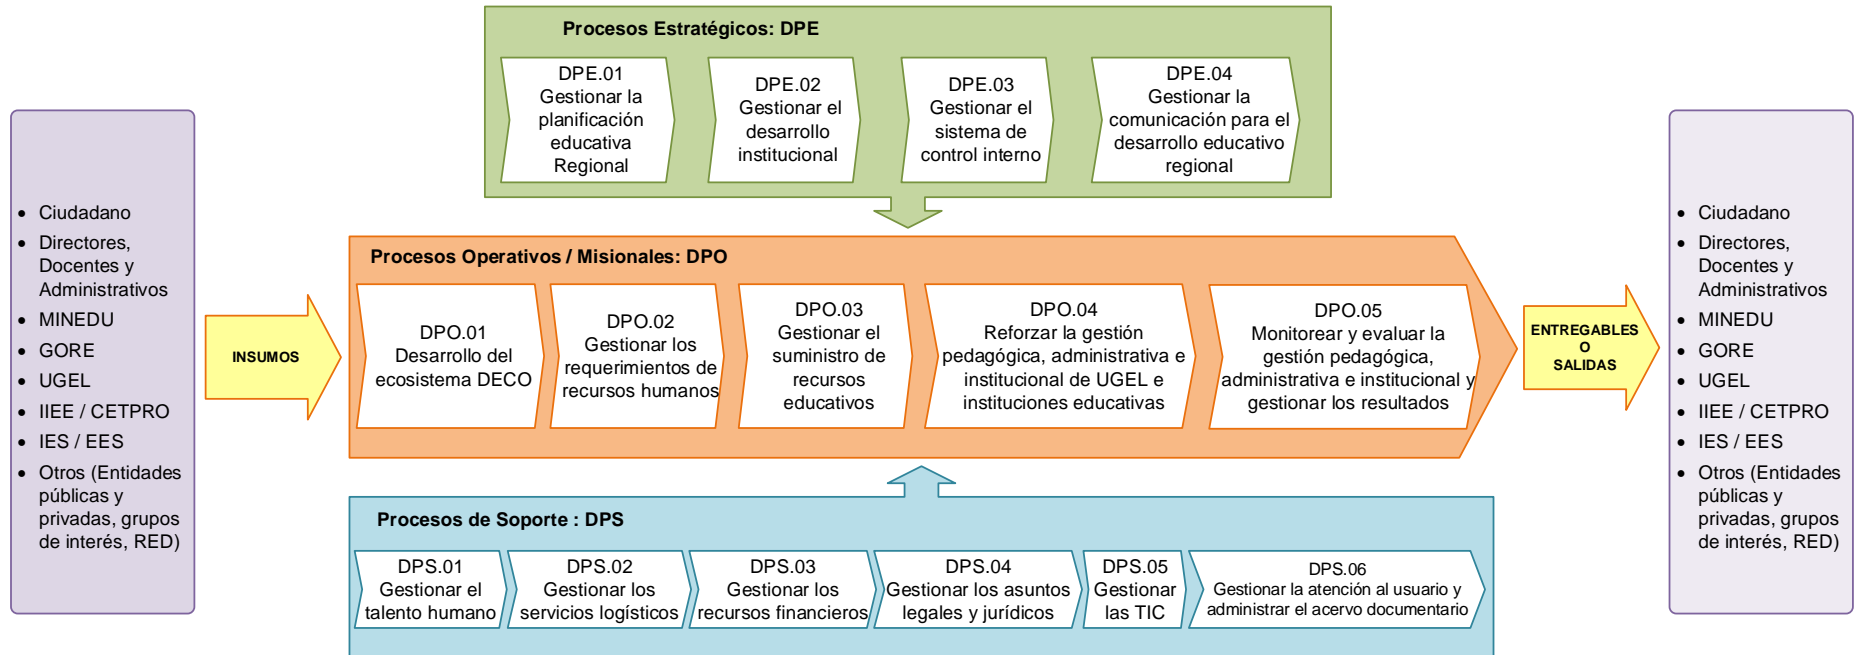 Procesos Estratégicos: DPE
DPE.01
Gestionar la
planificación
educativa
Regional
DPE.02
Gestionar el
desarrollo
institucional
DPE.03
Gestionar el
sistema de
control interno
DPE.04
Gestionar la
comunicación para el
desarrollo educativo
regional
• Ciudadano
• Directores,
Docentes y
Administrativos
• MINEDU
• GORE
• UGEL
• IIEE / CETPRO
• IES / EES
• Otros (Entidades
públicas y
privadas, grupos
de interés, RED)
INSUMOS
Procesos Operativos / Misionales: DPO
DPO.01
Desarrollo del
ecosistema DECO
DPO.02
Gestionar los
requerimientos de
recursos humanos
DPO.03
Gestionar el
suministro de
recursos
educativos
DPO.04
Reforzar la gestión
pedagógica, administrativa e
institucional de UGEL e
instituciones educativas
DPO.05
Monitorear y evaluar la
gestión pedagógica,
administrativa e institucional y
gestionar los resultados
ENTREGABLES
O
SALIDAS
• Ciudadano
• Directores,
Docentes y
Administrativos
• MINEDU
• GORE
• UGEL
• IIEE / CETPRO
• IES / EES
• Otros (Entidades
públicas y
privadas, grupos
de interés, RED)
Procesos de Soporte : DPS
DPS.01
Gestionar el
talento humano
DPS.02
Gestionar los
servicios logísticos
DPS.03
Gestionar los
recursos financieros
DPS.04
Gestionar los asuntos
legales y jurídicos
DPS.05
Gestionar
las TIC
DPS.06
Gestionar la atención al usuario y
administrar el acervo documentario